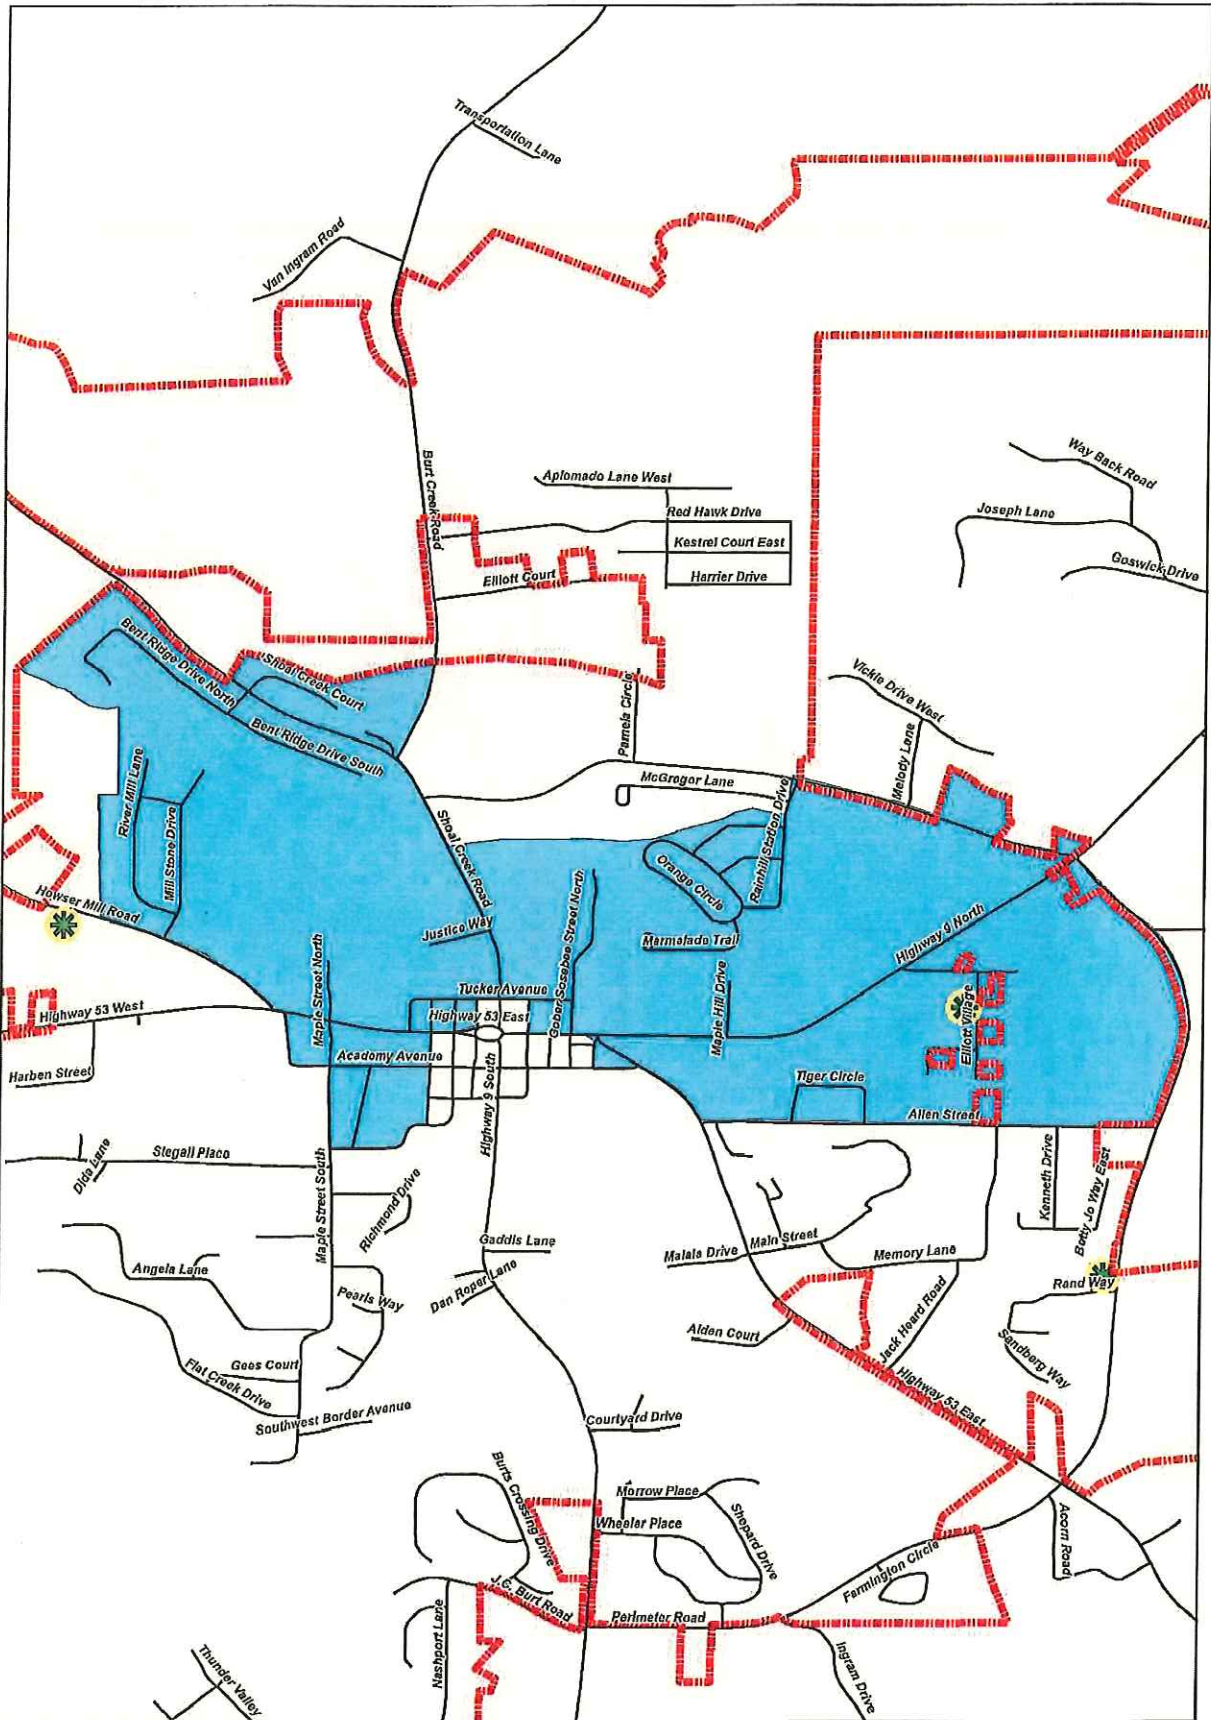 Transportation Lane
Van Ingram Road
Burt Creek Road
Way Back Road
Aplomado Lane West
Joseph Lane
Red Hawk Drive
Kestrel Court East
Goswick Drive
Harrier Drive
Elliott Court
Bent Ridge Drive North
Shoal Creek Court
Vickie Drive West
Pamela Circle
Bent Ridge Drive South
Melody Lane
McGregor Lane
River Mill Lane
Rainhill Station Drive
Mill Stone Drive
Shoal Creek Road
Orange Circle
Howser Mill Road
Gober Sosebee Street North
Highway 9 North
Justice Way
Marmalade Trail
Maple Street North
Maple Hill Drive
Tucker Avenue
Elliott Village
Highway 53 West
Highway 53 East
Academy Avenue
Harben Street
Tiger Circle
Highway 9 South
Allen Street
Stegall Place
Dida Lane
Kenneth Drive
Betty Jo Way East
Maple Street South
Richmond Drive
Gaddis Lane
Malala Drive
Main Street
Memory Lane
Angela Lane
Dan Roper Lane
Rand Way
Pearls Way
Jack Heard Road
Alden Court
Sandberg Way
Gees Court
Flat Creek Drive
Highway 53 East
Southwest Border Avenue
Courtyard Drive
Burts Crossing Drive
Morrow Place
Shepard Drive
Wheeler Place
Acorn Road
Farmington Circle
J.C. Burt Road
Perimeter Road
Nashport Lane
Ingram Drive
Thunder Valley